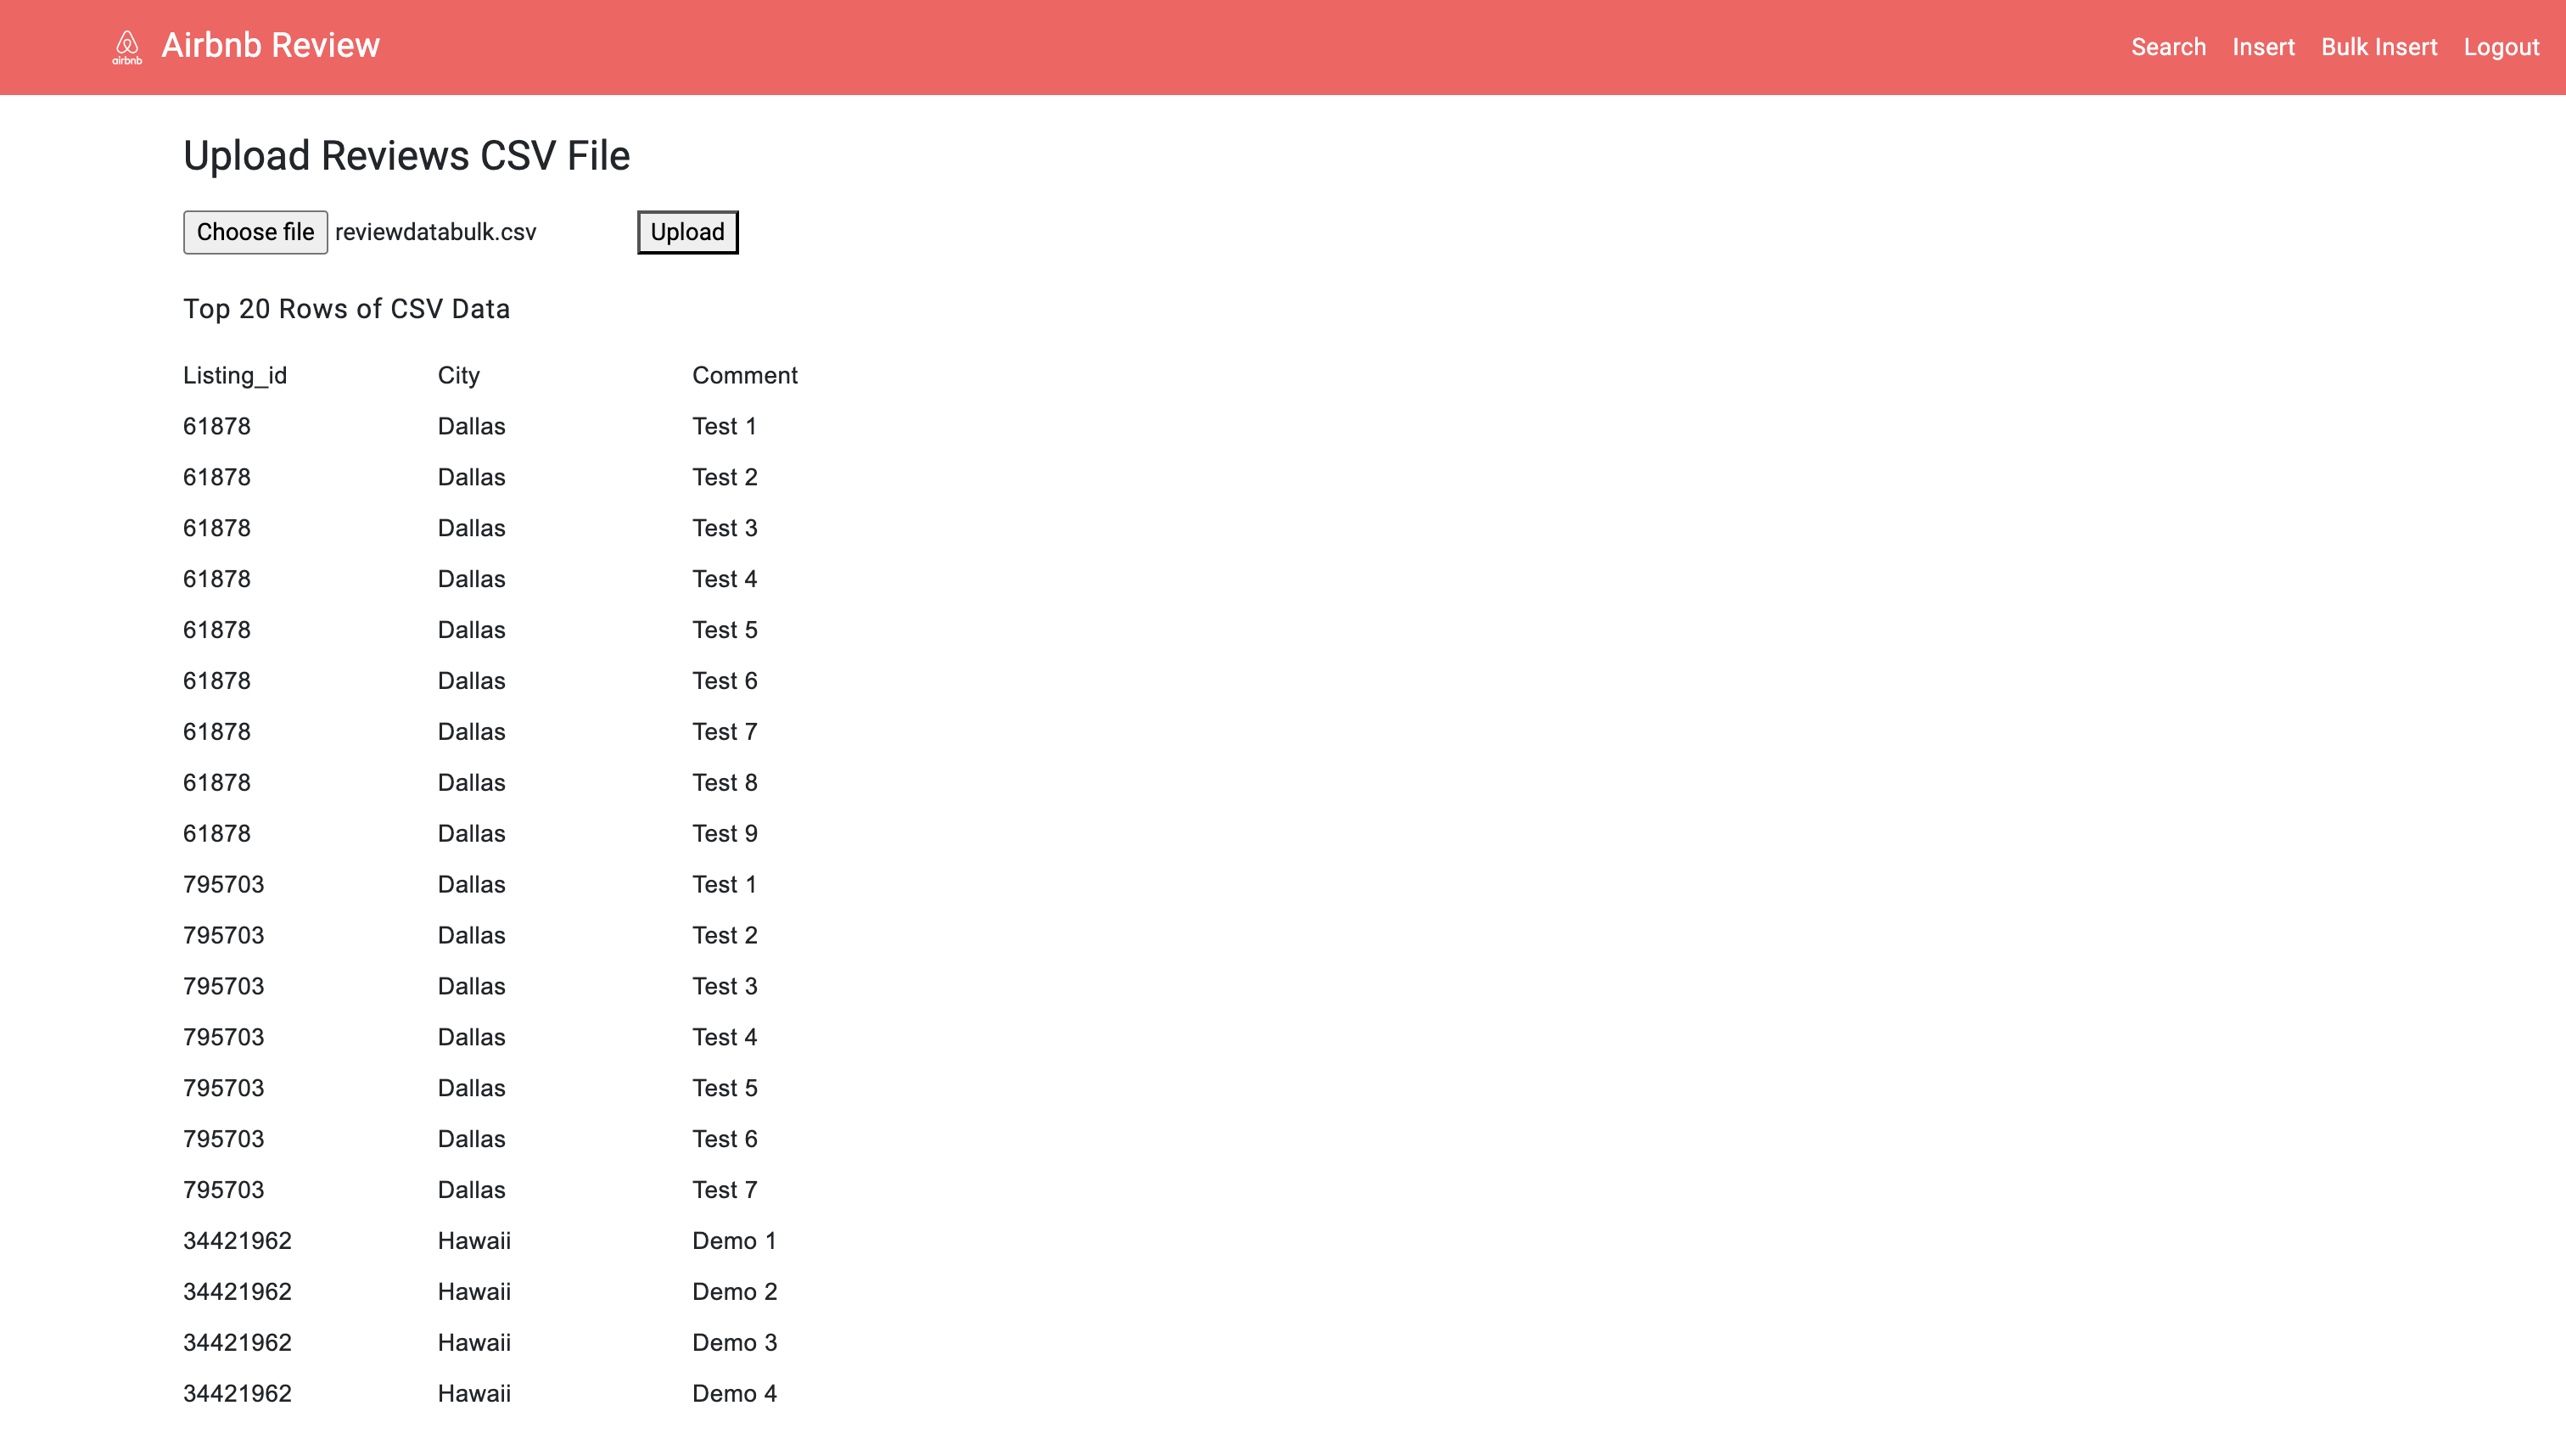 airbnb Airbnb Review Search Insert Bulk Insert Logout
Upload Reviews CSV File
Choose file reviewdatabulk.csv Upload
Top 20 Rows of CSV Data
Listing_id City Comment
61878 Dallas Test 1
61878 Dallas Test 2
61878 Dallas Test 3
61878 Dallas Test 4
61878 Dallas Test 5
61878 Dallas Test 6
61878 Dallas Test 7
61878 Dallas Test 8
61878 Dallas Test 9
795703 Dallas Test 1
795703 Dallas Test 2
795703 Dallas Test 3
795703 Dallas Test 4
795703 Dallas Test 5
795703 Dallas Test 6
795703 Dallas Test 7
34421962 Hawaii Demo 1
34421962 Hawaii Demo 2
34421962 Hawaii Demo 3
34421962 Hawaii Demo 4